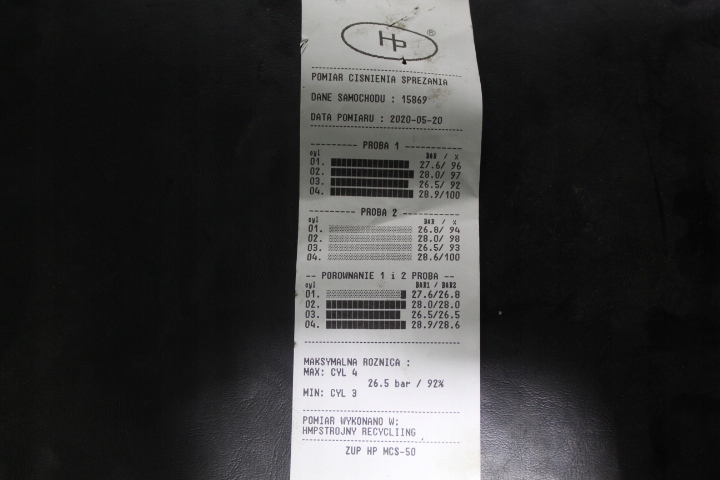 HP ®
POMIAR CISNIENIA SPREZANIA
DANE SAMOCHODU : 15869
DATA POMIARU : 2020-05-20
PROBA 1
cyl BAR / %
01. 27.6/ 96
02. 28.0/ 97
03. 26.5/ 92
04. 28.9/100
PROBA 2
cyl BAR / %
01. 26.8/ 94
02. 28.0/ 98
03. 26.5/ 93
04. 28.6/100
-- POROWNANIE 1 i 2 PROBA --
cyl BAR1 / BAR2
01. 27.6/26.8
02. 28.0/28.0
03. 26.5/26.5
04. 28.9/28.6
MAKSYMALNA ROZNICA :
MAX: CYL 4
26.5 bar / 92%
MIN: CYL 3
POMIAR WYKONANO W:
HMPSTROJNY RECYCLIING
ZUP HP MCS-50